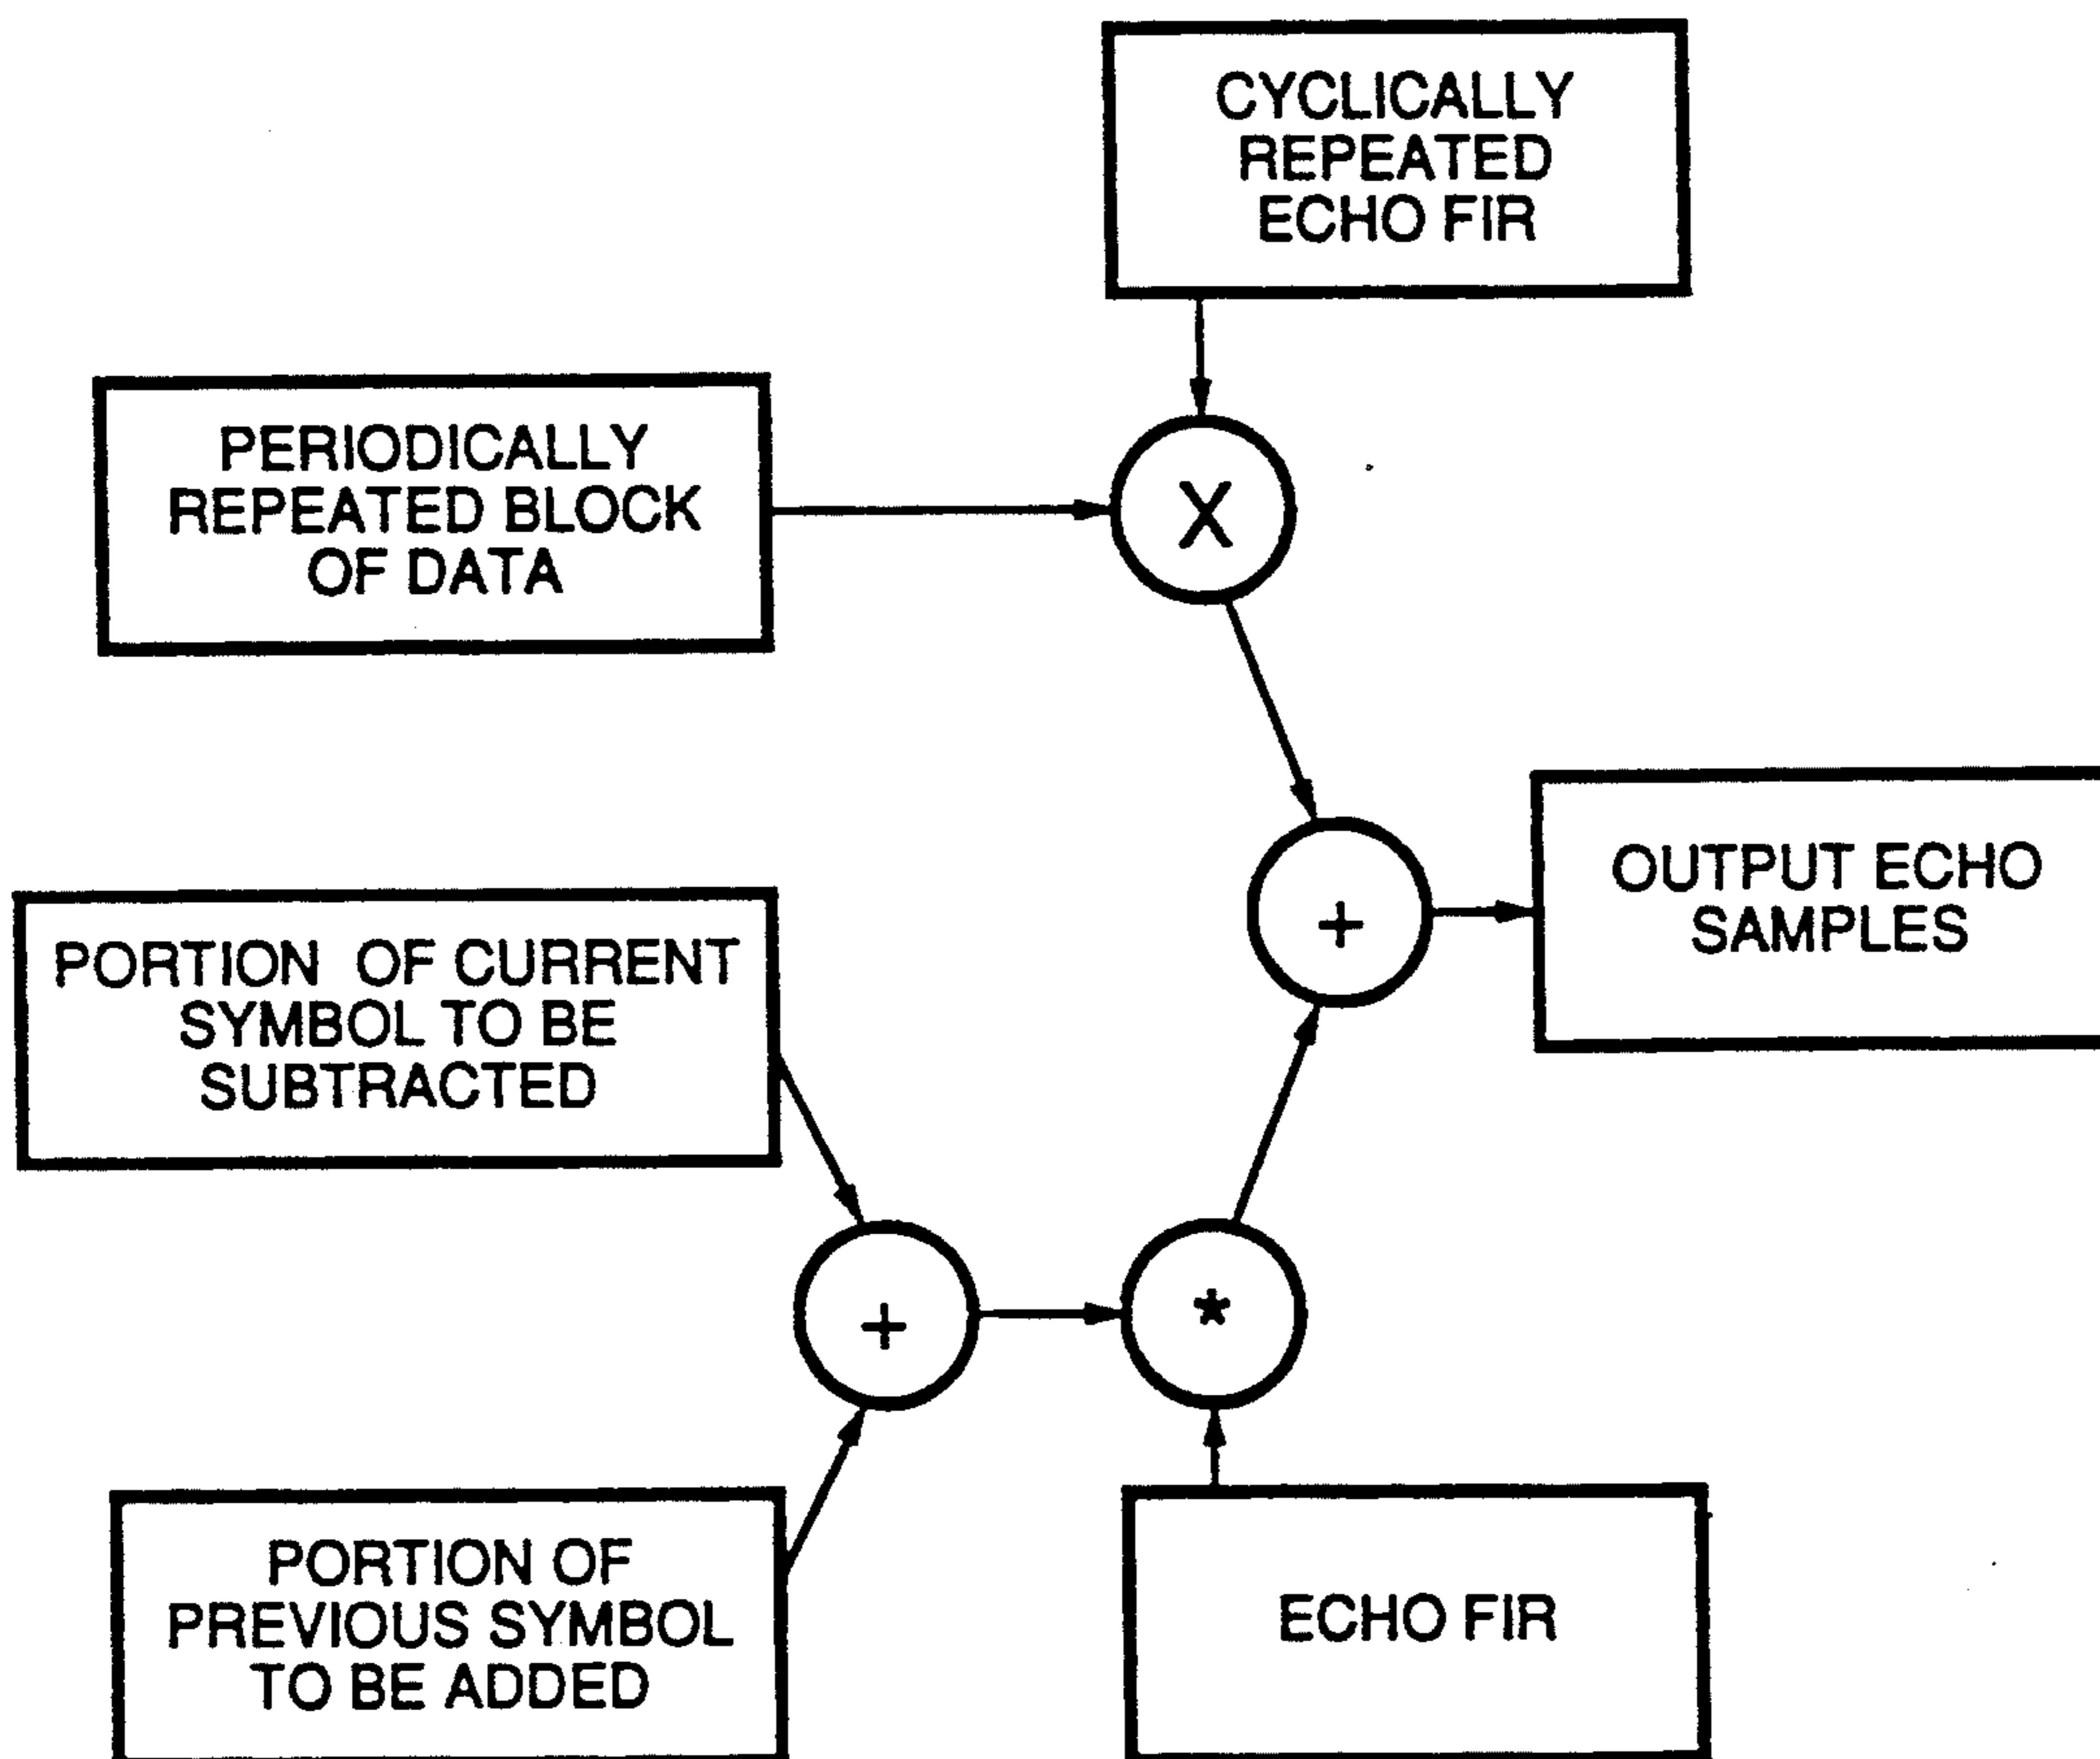 CYCLICALLY
REPEATED
ECHO FIR
PERIODICALLY
REPEATED BLOCK
OF DATA
X
OUTPUT ECHO
SAMPLES
+
PORTION OF CURRENT
SYMBOL TO BE
SUBTRACTED
+
*
PORTION OF
PREVIOUS SYMBOL
TO BE ADDED
ECHO FIR